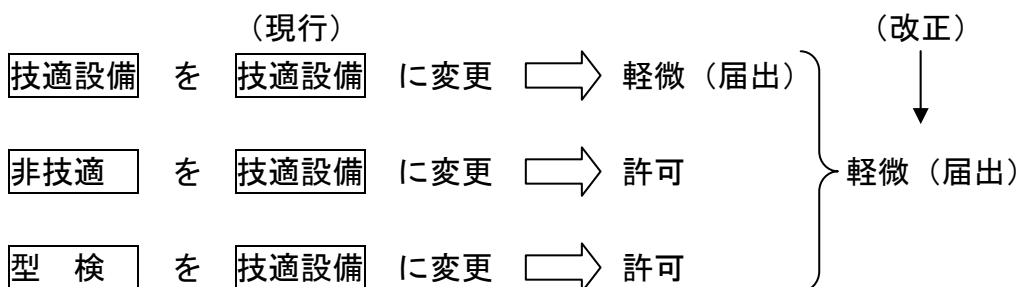 （現行） （改正）
技適設備 を 技適設備 に変更 軽微（届出）
非技適 を 技適設備 に変更 許可 軽微（届出）
型 検 を 技適設備 に変更 許可